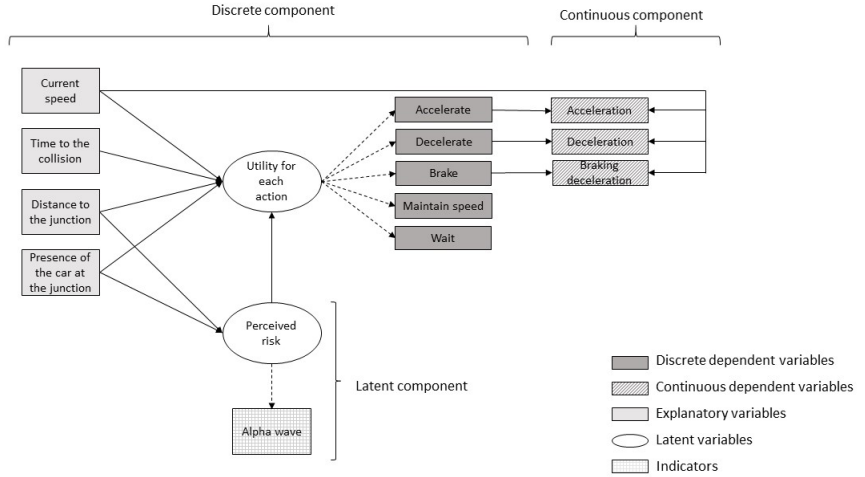 Discrete component
Continuous component
Current
speed
Time to the
collision
Distance to
the junction
Presence of
the car at
the junction
Utility for
each
action
Accelerate
Decelerate
Brake
Maintain speed
Wait
Acceleration
Deceleration
Braking
deceleration
Perceived
risk
Alpha wave
Latent component
Discrete dependent variables
Continuous dependent variables
Explanatory variables
Latent variables
Indicators